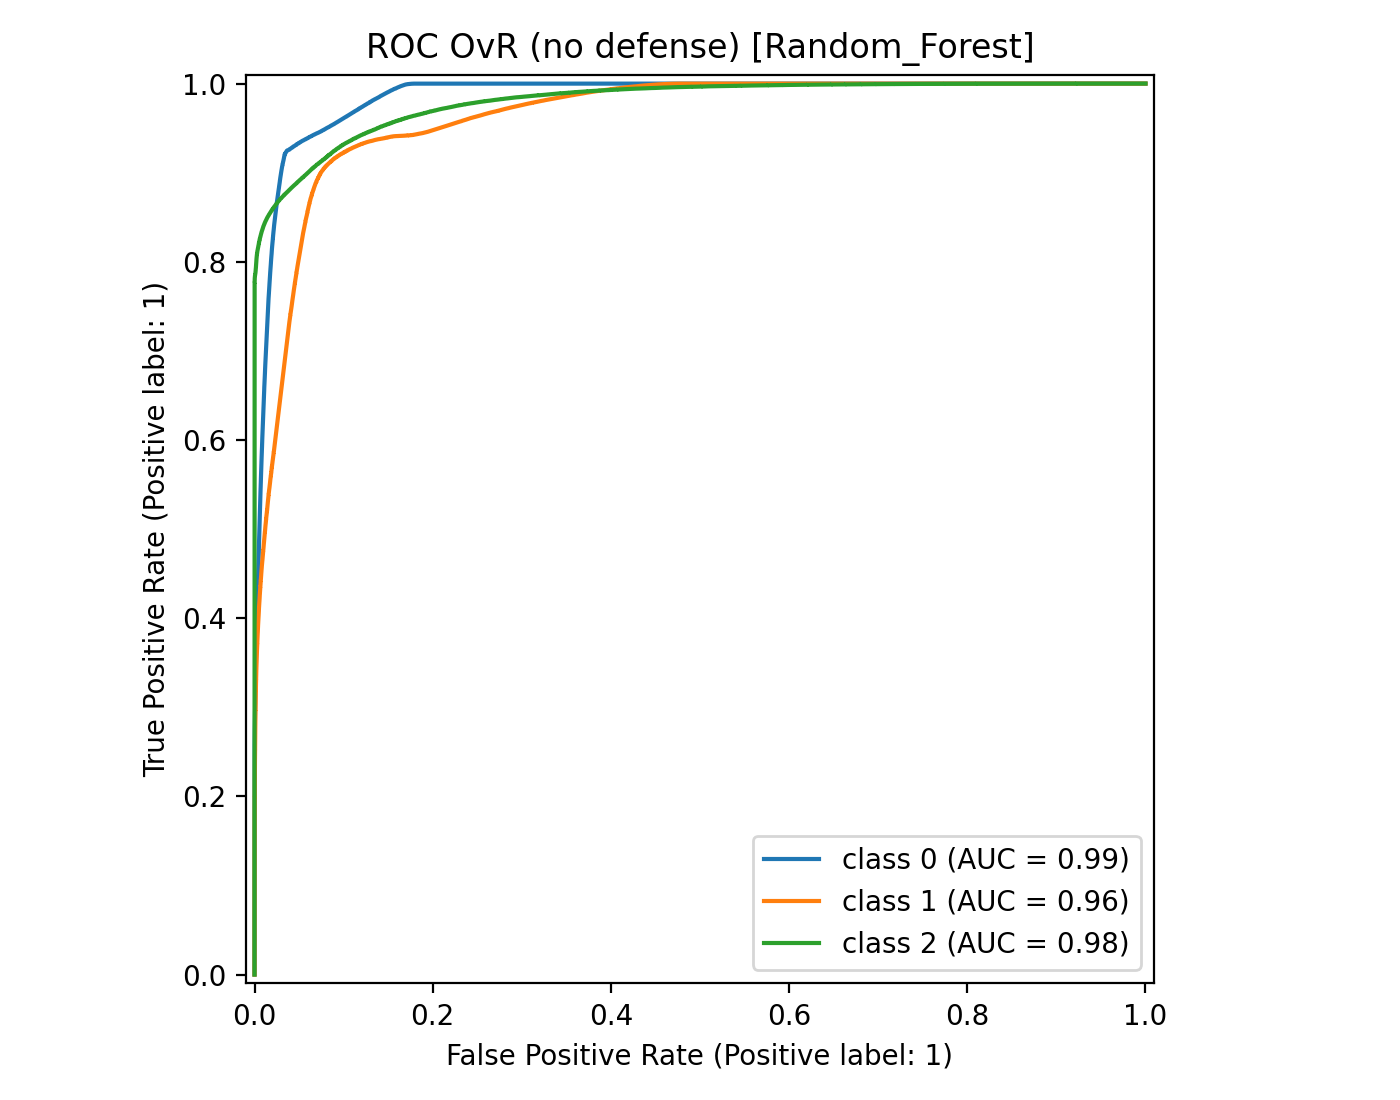 ROC OvR (no defense) [Random_Forest]
1.0
0.8
0.6
0.4
0.2
0.0
True Positive Rate (Positive label: 1)
class 0 (AUC = 0.99)
class 1 (AUC = 0.96)
class 2 (AUC = 0.98)
0.0 0.2 0.4 0.6 0.8 1.0
False Positive Rate (Positive label: 1)